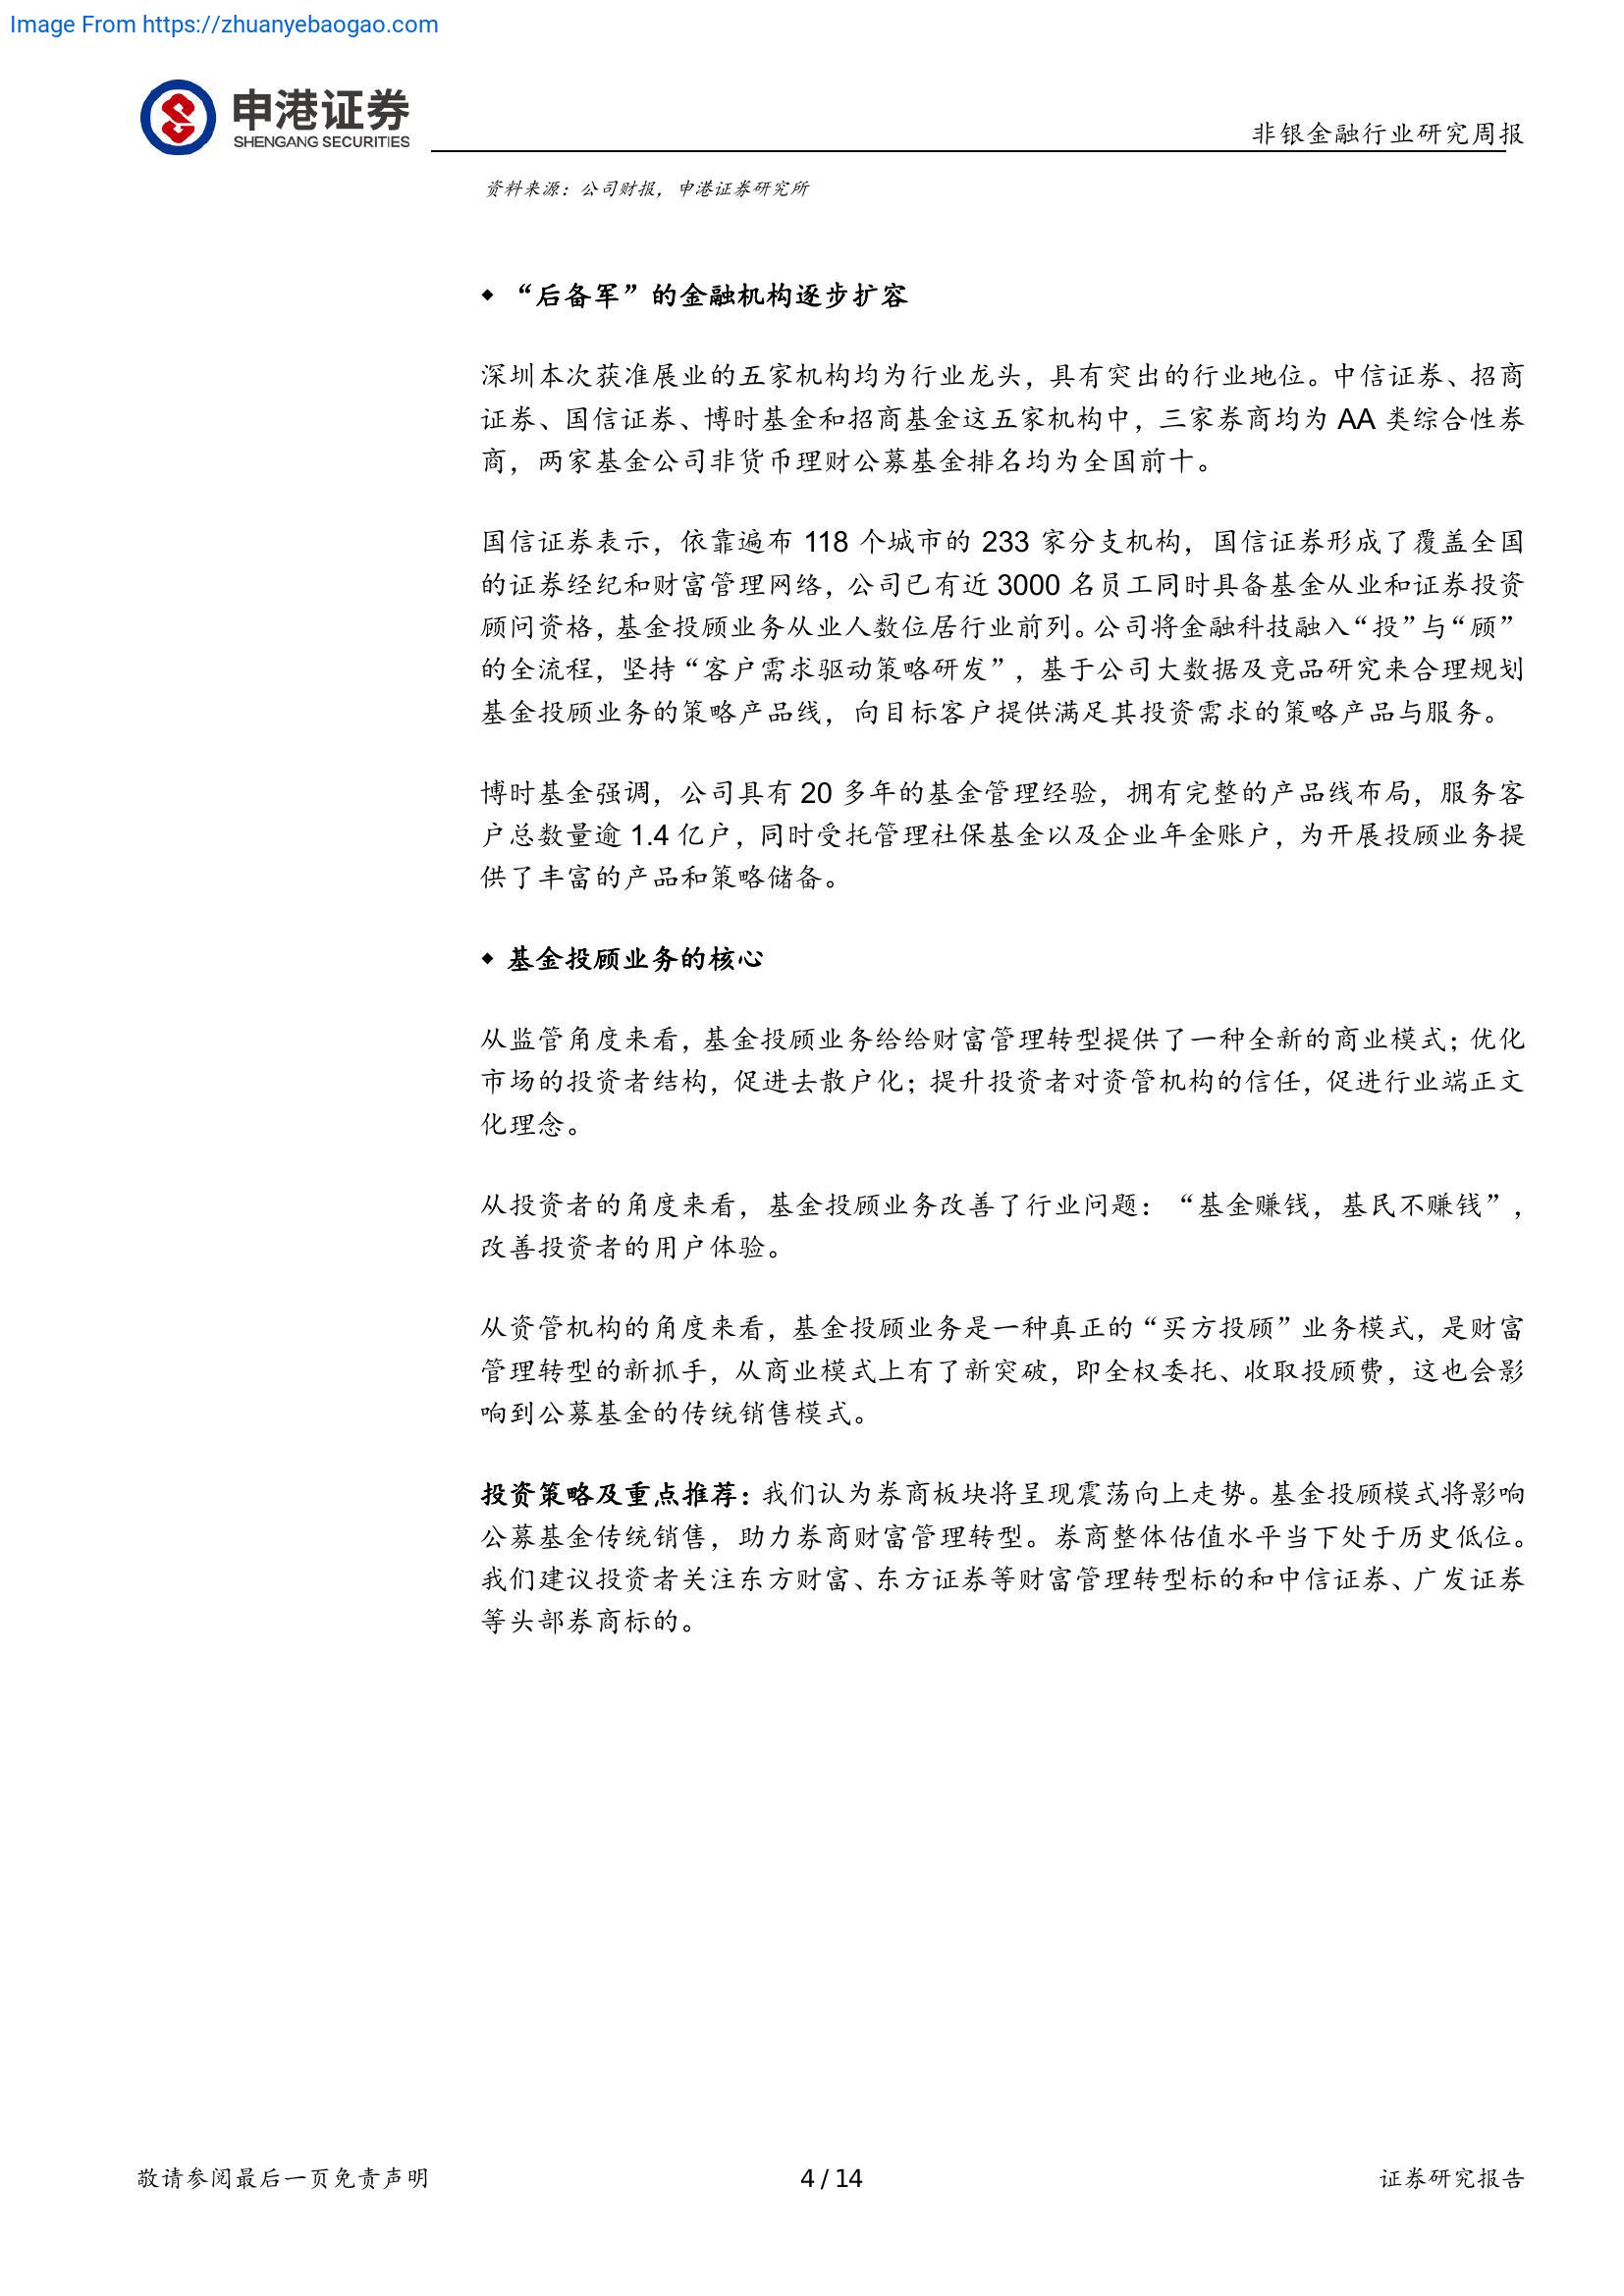 Image From https://zhuanyebaogao.com
申港证券
SHENGANG SECURITIES
非银金融行业研究周报
资料来源：公司财报，申港证券研究所
◆ “后备军”的金融机构逐步扩容
深圳本次获准展业的五家机构均为行业龙头，具有突出的行业地位。中信证券、招商
证券、国信证券、博时基金和招商基金这五家机构中，三家券商均为 AA 类综合性券
商，两家基金公司非货币理财公募基金排名均为全国前十。
国信证券表示，依靠遍布 118 个城市的 233 家分支机构，国信证券形成了覆盖全国
的证券经纪和财富管理网络，公司已有近 3000 名员工同时具备基金从业和证券投资
顾问资格，基金投顾业务从业人数位居行业前列。公司将金融科技融入“投”与“顾”
的全流程，坚持“客户需求驱动策略研发”，基于公司大数据及竞品研究来合理规划
基金投顾业务的策略产品线，向目标客户提供满足其投资需求的策略产品与服务。
博时基金强调，公司具有 20 多年的基金管理经验，拥有完整的产品线布局，服务客
户总数量逾 1.4 亿户，同时受托管理社保基金以及企业年金账户，为开展投顾业务提
供了丰富的产品和策略储备。
◆ 基金投顾业务的核心
从监管角度来看，基金投顾业务给给财富管理转型提供了一种全新的商业模式；优化
市场的投资者结构，促进去散户化；提升投资者对资管机构的信任，促进行业端正文
化理念。
从投资者的角度来看，基金投顾业务改善了行业问题：“基金赚钱，基民不赚钱”，
改善投资者的用户体验。
从资管机构的角度来看，基金投顾业务是一种真正的“买方投顾”业务模式，是财富
管理转型的新抓手，从商业模式上有了新突破，即全权委托、收取投顾费，这也会影
响到公募基金的传统销售模式。
投资策略及重点推荐：我们认为券商板块将呈现震荡向上走势。基金投顾模式将影响
公募基金传统销售，助力券商财富管理转型。券商整体估值水平当下处于历史低位。
我们建议投资者关注东方财富、东方证券等财富管理转型标的和中信证券、广发证券
等头部券商标的。
敬请参阅最后一页免责声明
4 / 14
证券研究报告